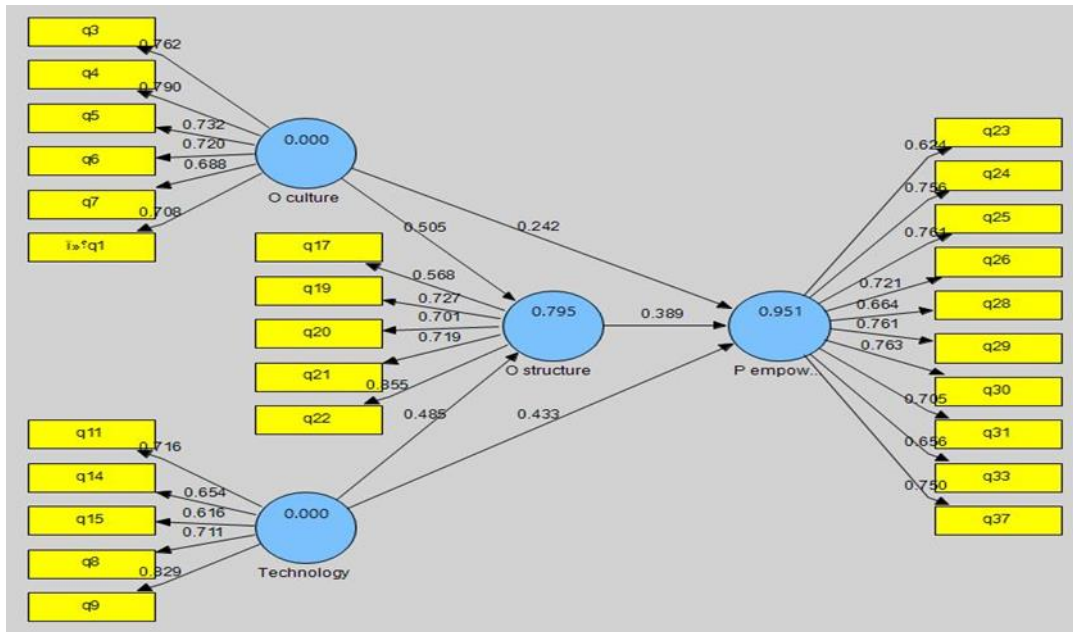 q3
0.762
q4
0.790
q5
0.732
q6
0.720
q7
0.688
ï»؟q1
0.708
0.000
O culture
0.505
0.242
q17
0.568
q19
0.727
q20
0.701
q21
0.719
q22
0.855
0.795
O structure
0.389
0.485
0.433
q11
0.716
q14
0.654
q15
0.616
q8
0.711
q9
0.829
0.000
Technology
0.951
P empow...
q23
0.624
q24
0.756
q25
0.761
q26
0.721
q28
0.664
q29
0.761
q30
0.763
q31
0.705
q33
0.656
q37
0.750